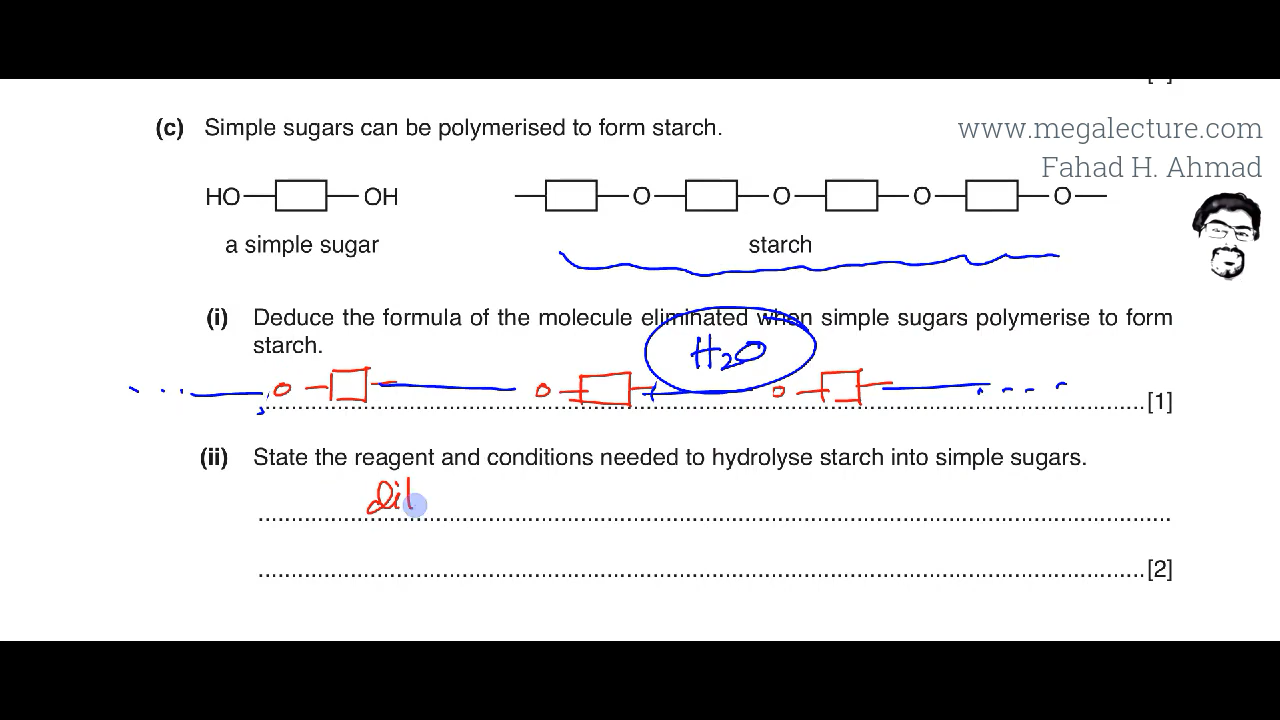 (c) Simple sugars can be polymerised to form starch.
www.megalecture.com
Fahad H. Ahmad
HO OH O O O O
a simple sugar starch
(i) Deduce the formula of the molecule eliminated when simple sugars polymerise to form
starch.
H2O
O O O
[1]
(ii) State the reagent and conditions needed to hydrolyse starch into simple sugars.
dil
[2]